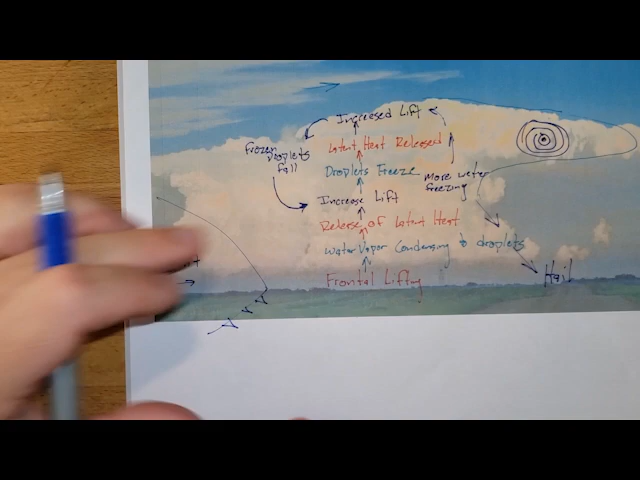 Increased Lift
Latent Heat Released
Frozen
Droplets
fall
Droplets Freeze
More water
freezing
Increase Lift
Release of Latent Heat
Water Vapor Condensing to droplets
Hail
Frontal Lifting